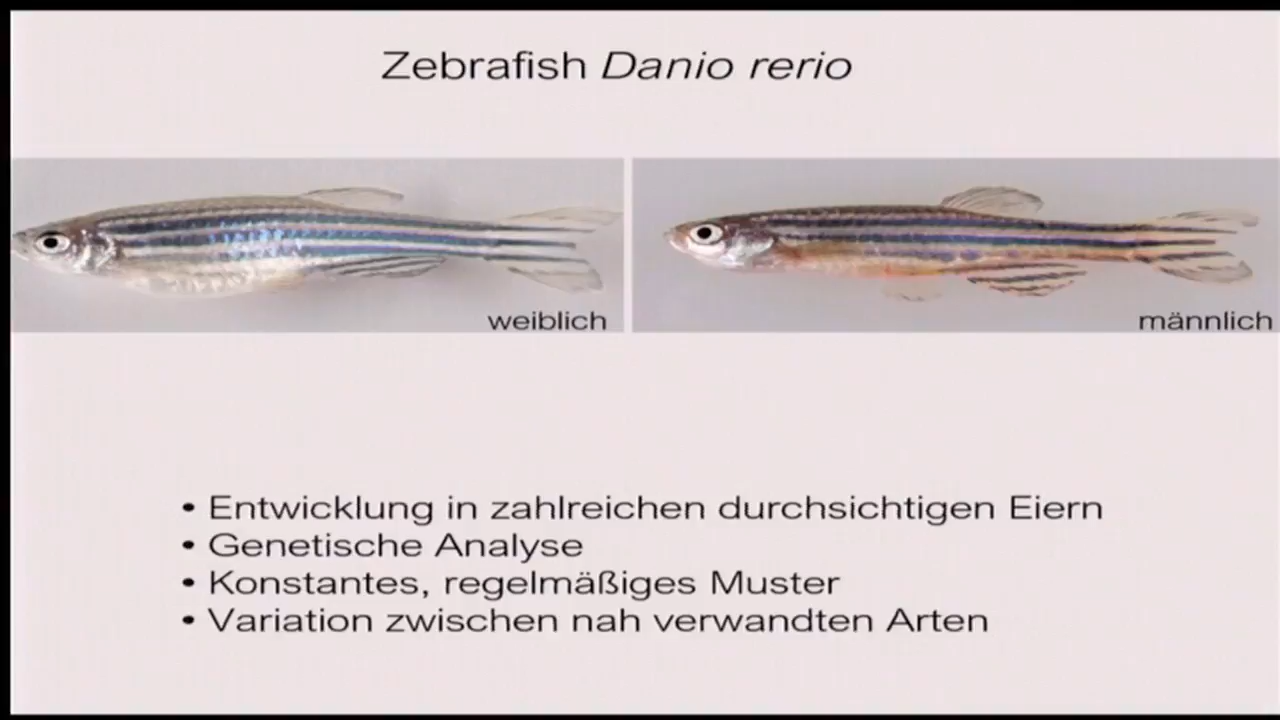 Zebrafish Danio rerio
weiblich
männlich
• Entwicklung in zahlreichen durchsichtigen Eiern
• Genetische Analyse
• Konstantes, regelmäßiges Muster
• Variation zwischen nah verwandten Arten